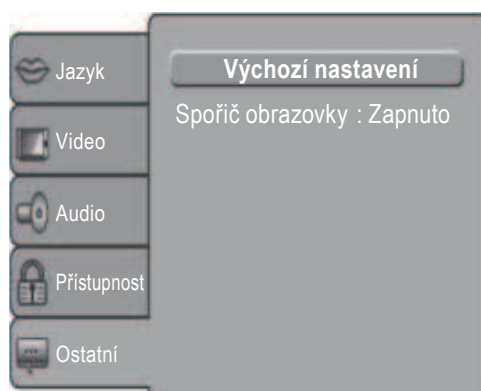 Jazyk
Video
Audio
Přístupnost
Ostatní
Výchozí nastavení
Spořič obrazovky : Zapnuto